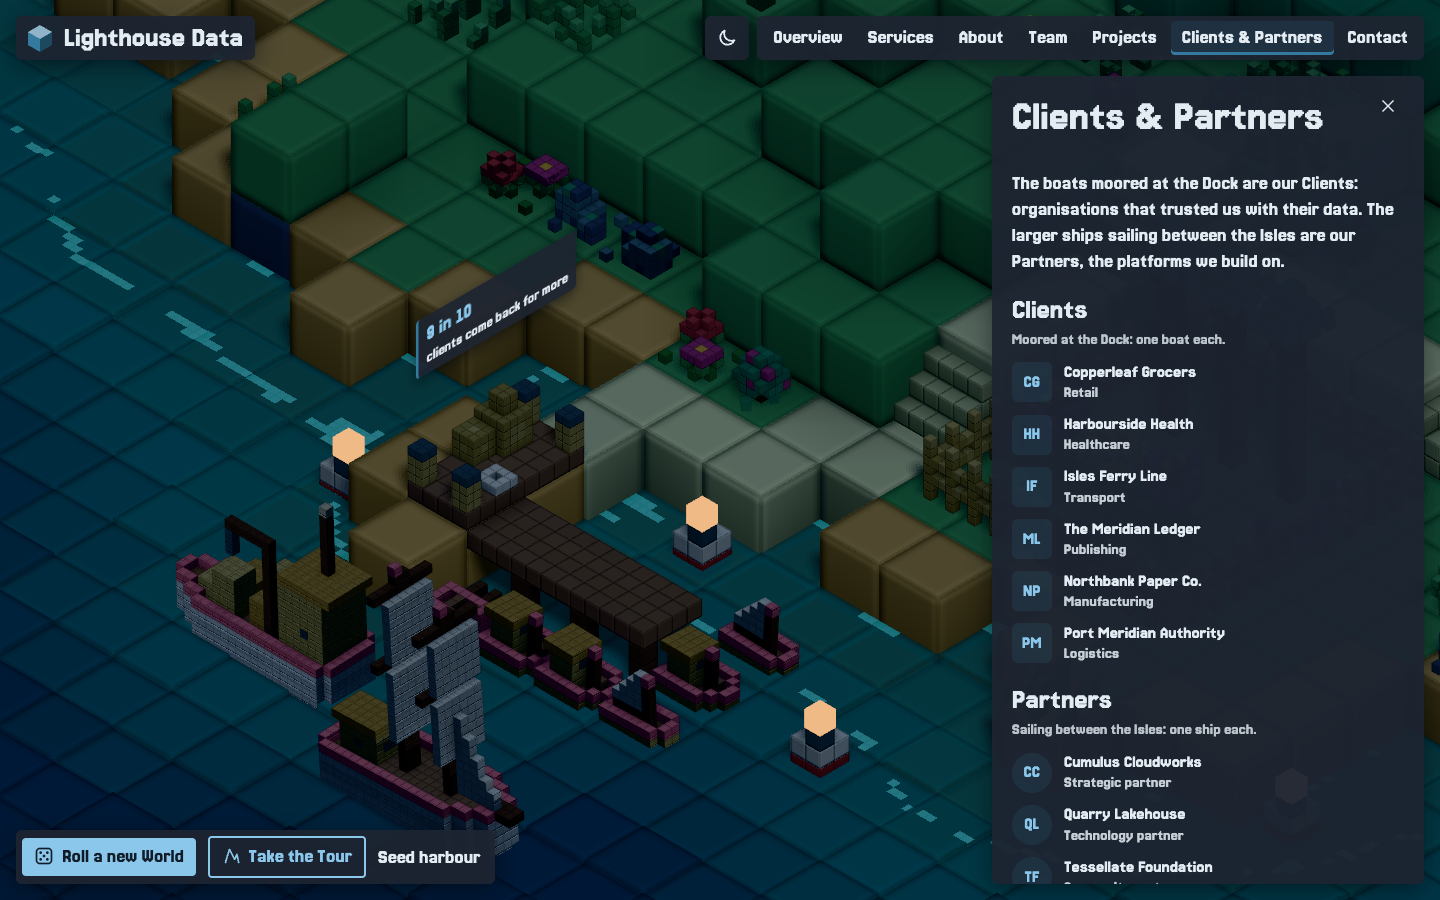 Lighthouse Data
Overview
Services
About
Team
Projects
Clients & Partners
Contact
Clients & Partners
The boats moored at the Dock are our Clients:
organisations that trusted us with their data. The
larger ships sailing between the Isles are our
Partners, the platforms we build on.
Clients
Moored at the Dock: one boat each.
CG
Copperleaf Grocers
Retail
HH
Harbourside Health
Healthcare
IF
Isles Ferry Line
Transport
ML
The Meridian Ledger
Publishing
NP
Northbank Paper Co.
Manufacturing
PM
Port Meridian Authority
Logistics
Partners
Sailing between the Isles: one ship each.
CC
Cumulus Cloudworks
Strategic partner
QL
Quarry Lakehouse
Technology partner
TF
Tessellate Foundation
9 in 10
clients come back for more
Roll a new World
Take the Tour
Seed harbour